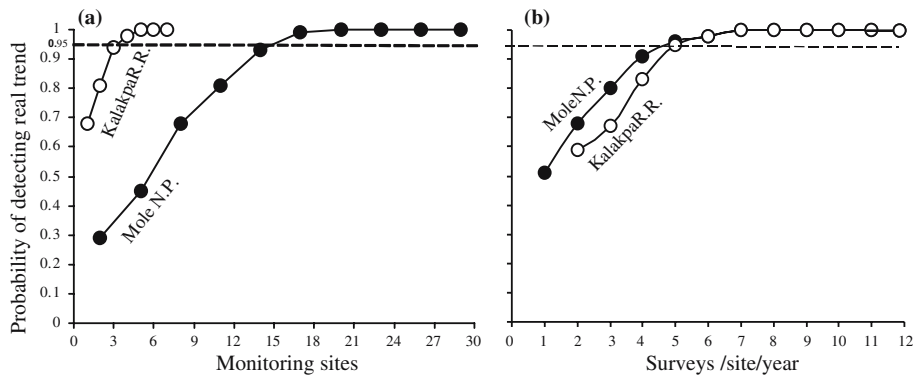 (a)
(b)
Probability of detecting real trend
1
0.95
0.9
0.8
0.7
0.6
0.5
0.4
0.3
0.2
0.1
0
KalakpaR.R.
Mole N.P.
MoleN.P.
KalakpaR.R.
0 3 6 9 12 15 18 21 24 27 30
0 1 2 3 4 5 6 7 8 9 10 11 12
Monitoring sites
Surveys /site/year